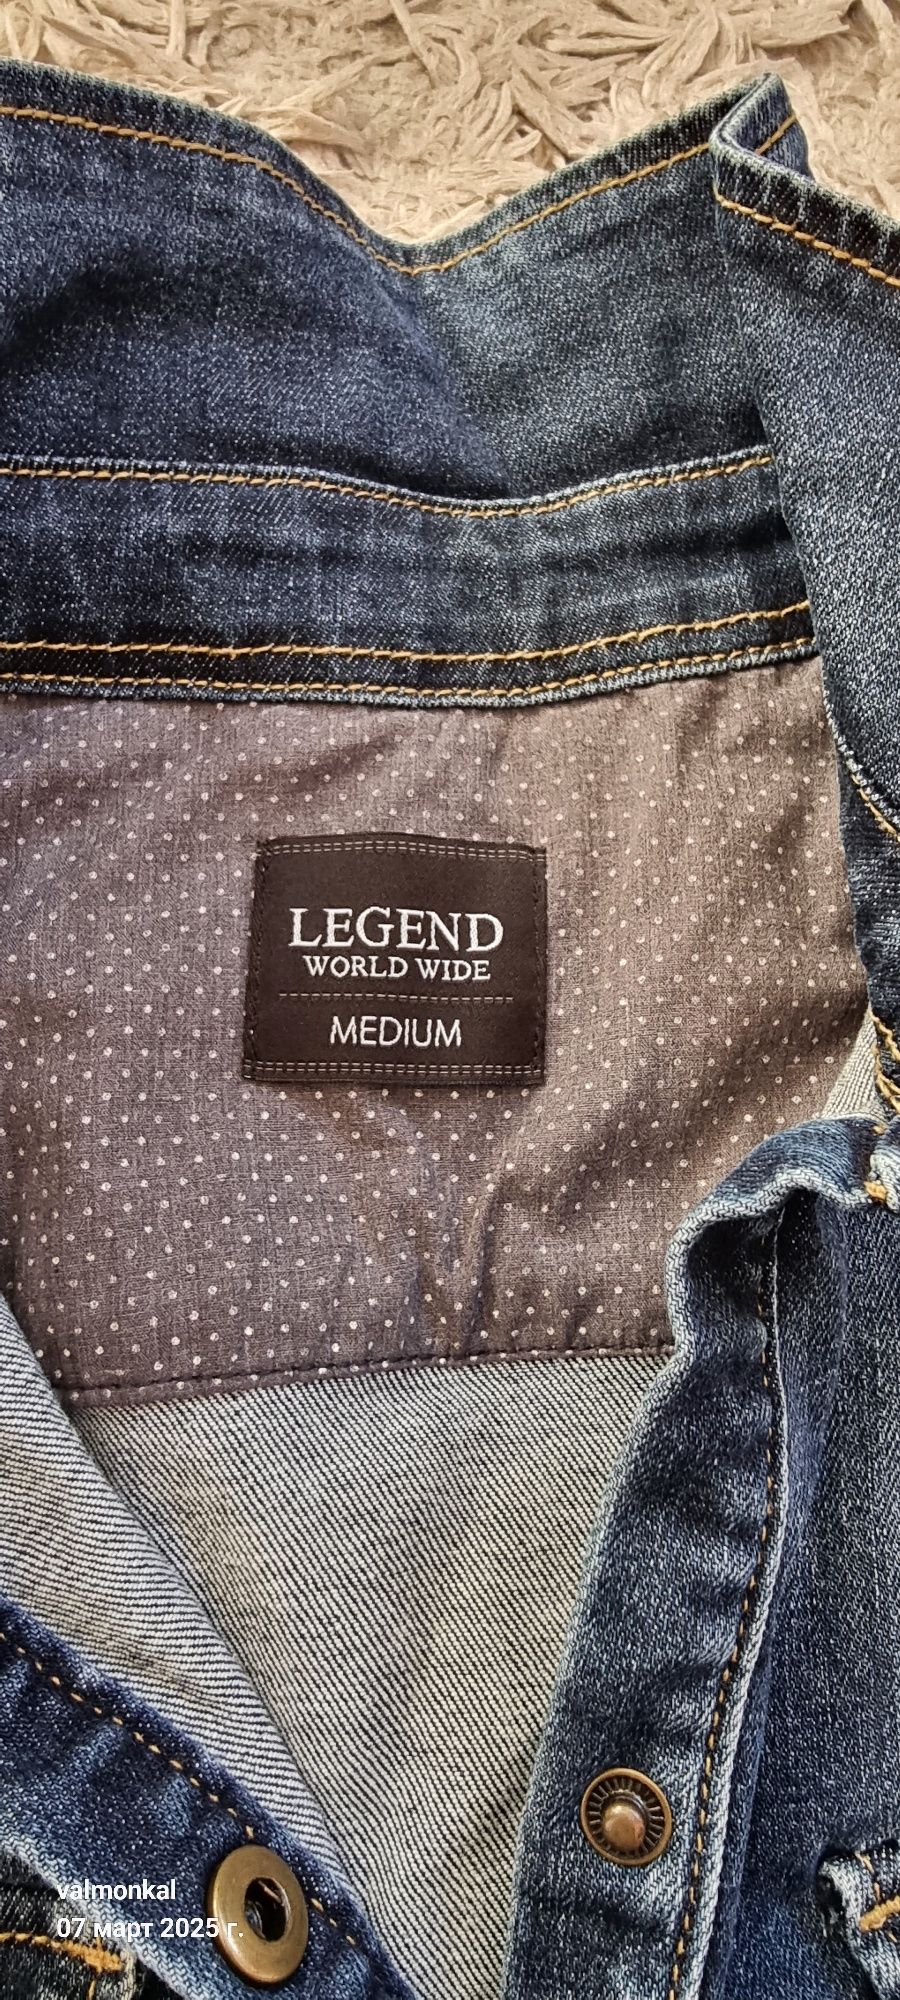 LEGEND
WORLD WIDE
MEDIUM
valmonkal
07 март 2025 г.